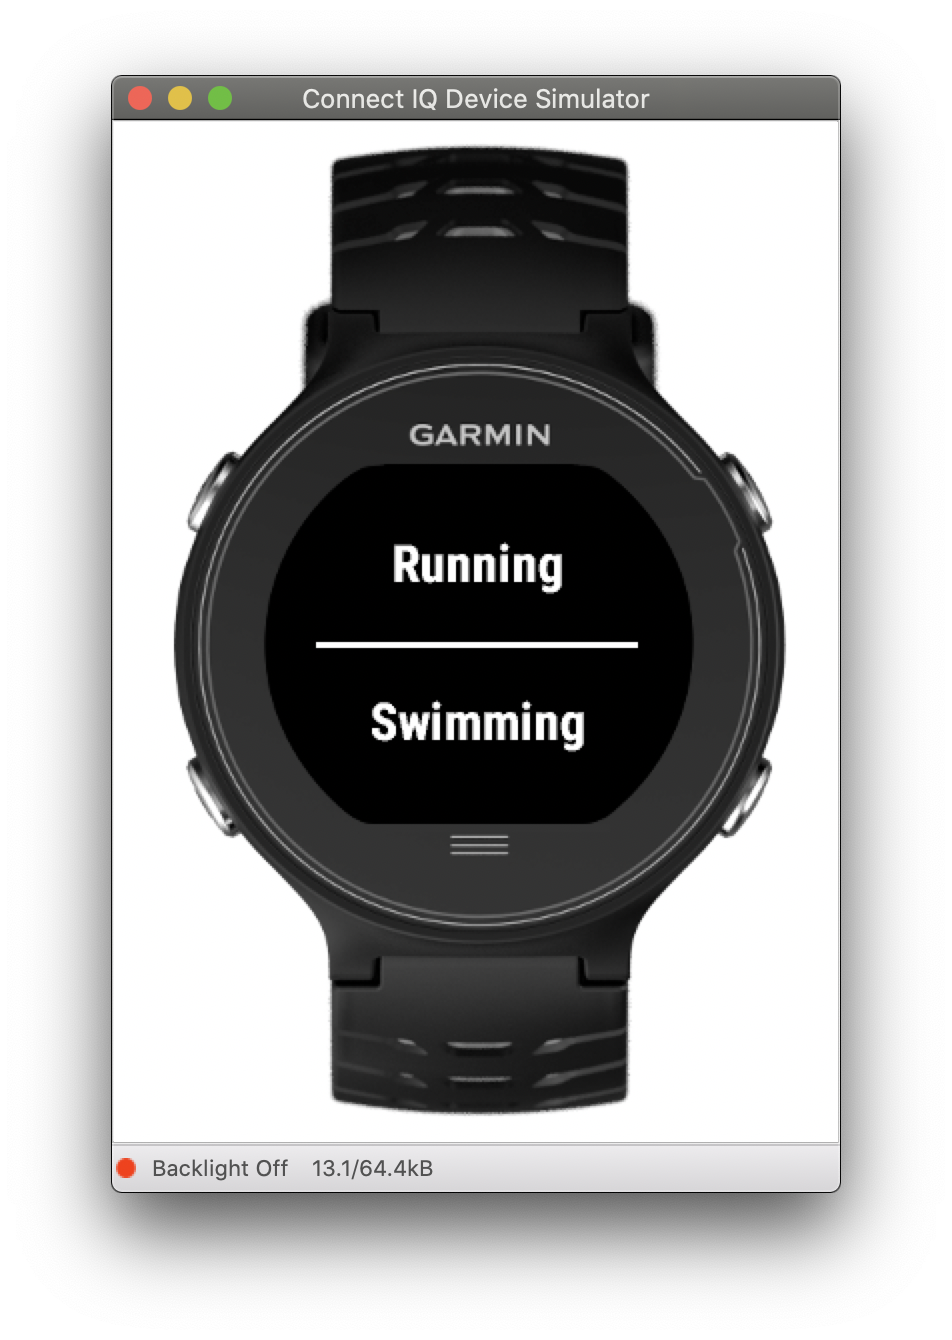 Connect IQ Device Simulator
GARMIN
Running
Swimming
Backlight Off 13.1/64.4kB